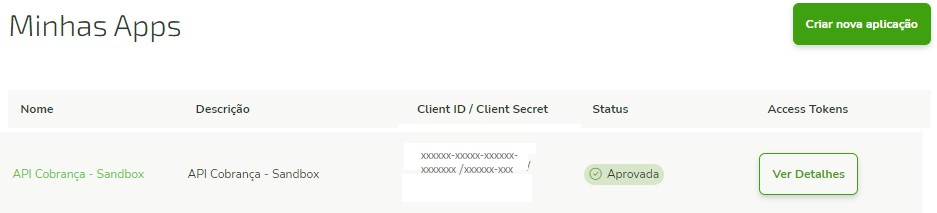 Minhas Apps
Criar nova aplicação
Nome Descrição Client ID / Client Secret Status Access Tokens
API Cobrança - Sandbox API Cobrança - Sandbox xxxxxx-xxxxx-xxxxxx- Aprovada Ver Detalhes
xxxxxxx /xxxxxx-xxx /